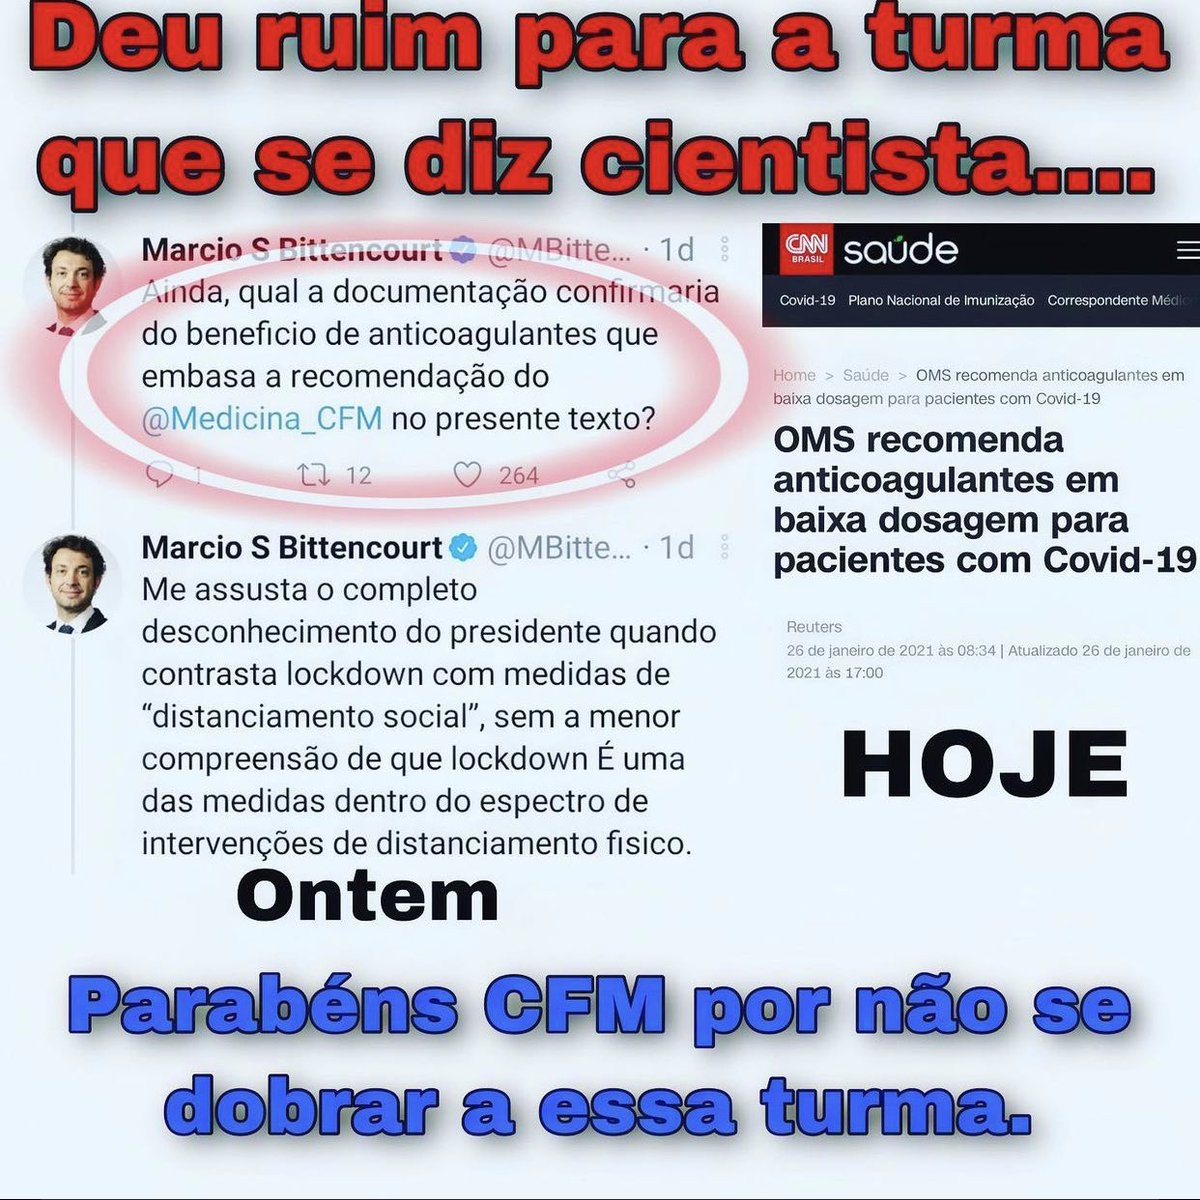 Deu ruim para a turma
que se diz cientista....
Marcio S Bittencourt @MBitte... · 1d
Ainda, qual a documentação confirmaria
do beneficio de anticoagulantes que
embasa a recomendação do
@Medicina_CFM no presente texto?
1 12 264
Marcio S Bittencourt @MBitte... · 1d
Me assusta o completo
desconhecimento do presidente quando
contrasta lockdown com medidas de
“distanciamento social”, sem a menor
compreensão de que lockdown É uma
das medidas dentro do espectro de
intervenções de distanciamento fisico.
Ontem
CNN
BRASIL
saúde
Covid-19 Plano Nacional de Imunização Correspondente Médic
Home > Saúde > OMS recomenda anticoagulantes em
baixa dosagem para pacientes com Covid-19
OMS recomenda
anticoagulantes em
baixa dosagem para
pacientes com Covid-19
Reuters
26 de janeiro de 2021 às 08:34 | Atualizado 26 de janeiro de
2021 às 17:00
HOJE
Parabéns CFM por não se
dobrar a essa turma.